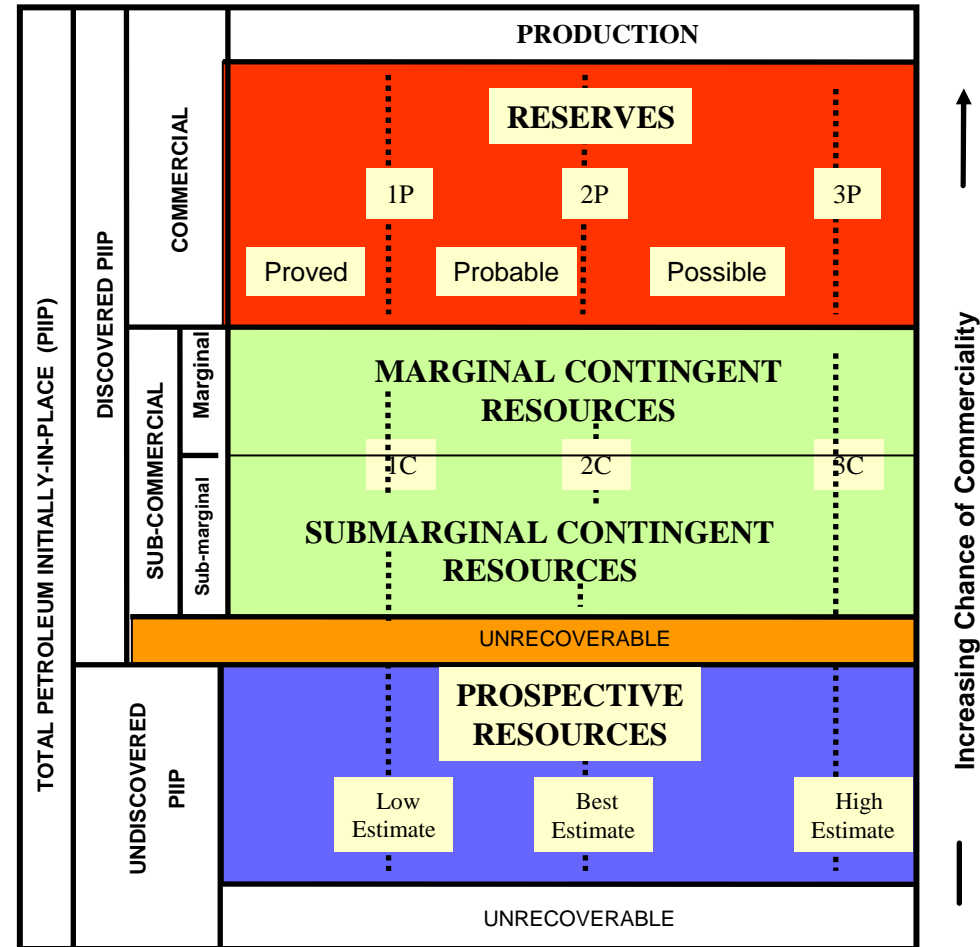 TOTAL PETROLEUM INITIALLY-IN-PLACE (PIIP)
DISCOVERED PIIP
COMMERCIAL
PRODUCTION
RESERVES
1P 2P 3P
Proved Probable Possible
SUB-COMMERCIAL
Marginal
MARGINAL CONTINGENT
RESOURCES
1C 2C 3C
Sub-marginal
SUBMARGINAL CONTINGENT
RESOURCES
UNRECOVERABLE
UNDISCOVERED
PIIP
PROSPECTIVE
RESOURCES
Low
Estimate
Best
Estimate
High
Estimate
UNRECOVERABLE
Increasing Chance of Commerciality